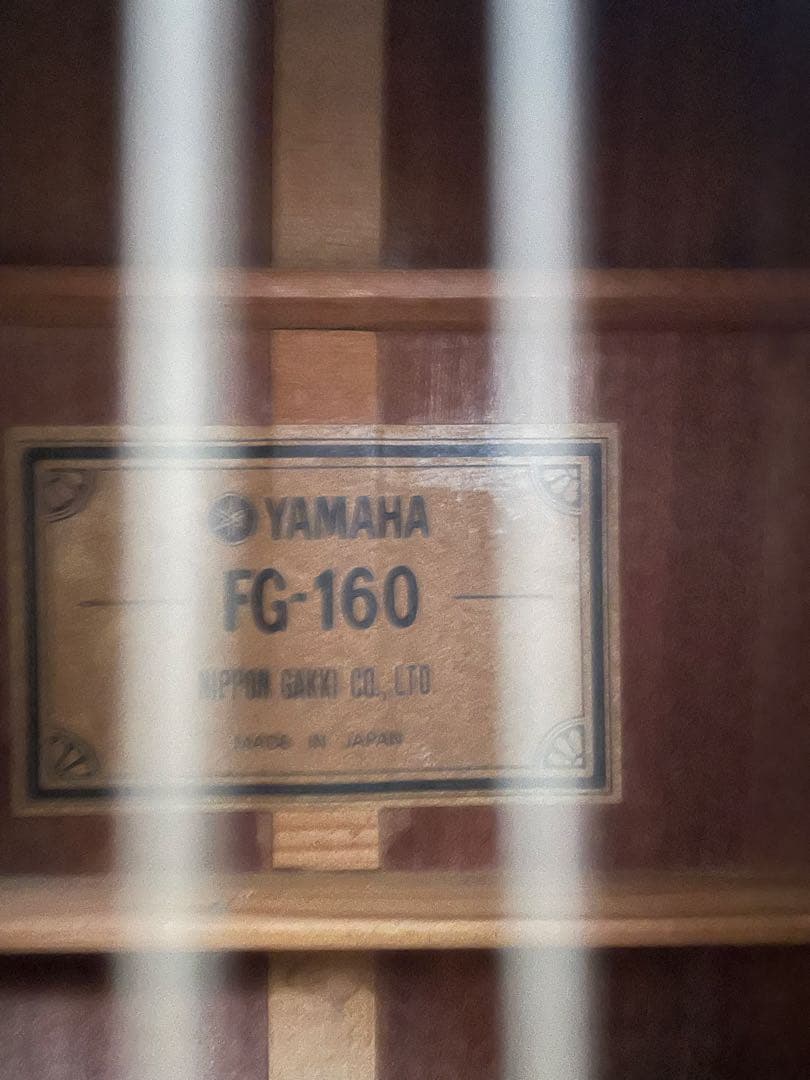 YAMAHA
FG-160
NIPPON GAKKI CO., LTD
MADE IN JAPAN